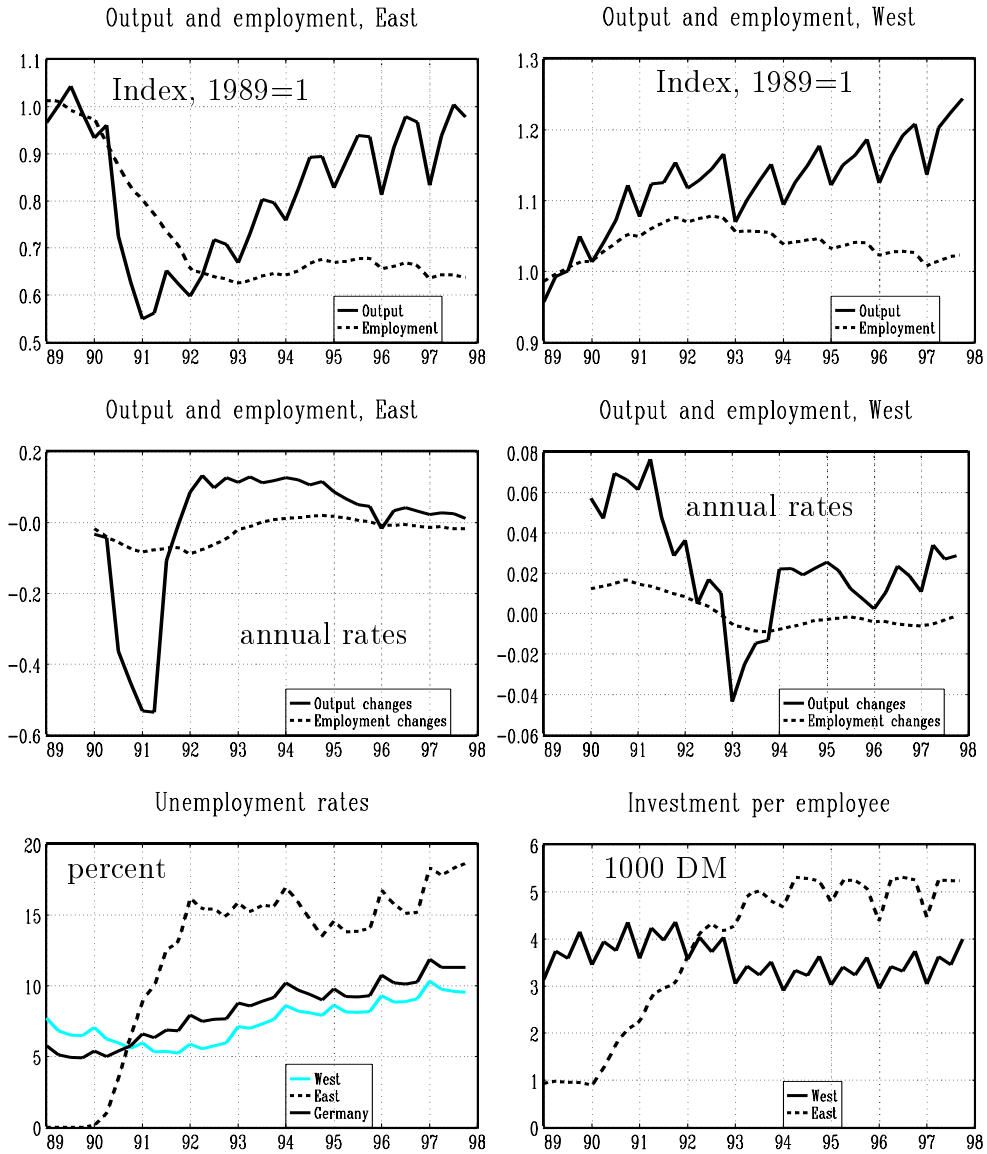 Output and employment, East
Index, 1989=1
1.1
1.0
0.9
0.8
0.7
0.6
0.5
Output
Employment
89 90 91 92 93 94 95 96 97 98
Output and employment, West
Index, 1989=1
1.3
1.2
1.1
1.0
0.9
Output
Employment
89 90 91 92 93 94 95 96 97 98
Output and employment, East
annual rates
0.2
-0.0
-0.2
-0.4
-0.6
Output changes
Employment changes
89 90 91 92 93 94 95 96 97 98
Output and employment, West
annual rates
0.08
0.06
0.04
0.02
0.00
-0.02
-0.04
-0.06
Output changes
Employment changes
89 90 91 92 93 94 95 96 97 98
Unemployment rates
percent
20
15
10
5
0
West
East
Germany
89 90 91 92 93 94 95 96 97 98
Investment per employee
1000 DM
6
5
4
3
2
1
0
West
East
89 90 91 92 93 94 95 96 97 98